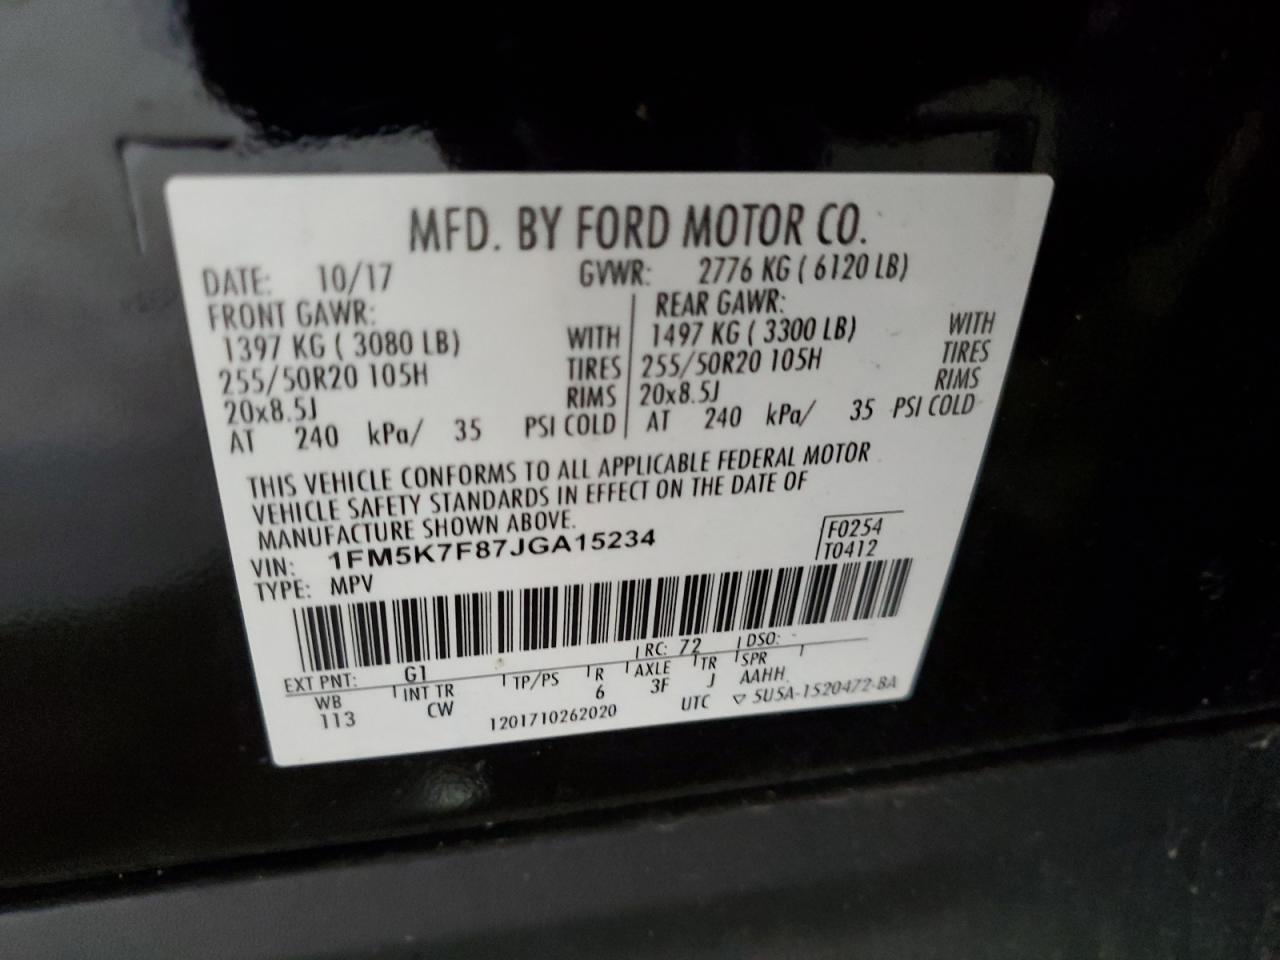 MFD. BY FORD MOTOR CO.
DATE: 10/17 GVWR: 2776 KG ( 6120 LB)
FRONT GAWR: REAR GAWR:
1397 KG ( 3080 LB) WITH 1497 KG ( 3300 LB) WITH
255/50R20 105H TIRES 255/50R20 105H TIRES
20x8.5J RIMS 20x8.5J RIMS
AT 240 kPa/ 35 PSI COLD AT 240 kPa/ 35 PSI COLD
THIS VEHICLE CONFORMS TO ALL APPLICABLE FEDERAL MOTOR
VEHICLE SAFETY STANDARDS IN EFFECT ON THE DATE OF
MANUFACTURE SHOWN ABOVE.
VIN: 1FM5K7F87JGA15234 F0254
TYPE: MPV T0412
EXT PNT: G1 RC: 72 DSO:
WB INT TR TP/PS R AXLE TR SPR
113 CW 6 3F J AAHH
1201710262020 UTC ▽ 5U5A-1520472-BA